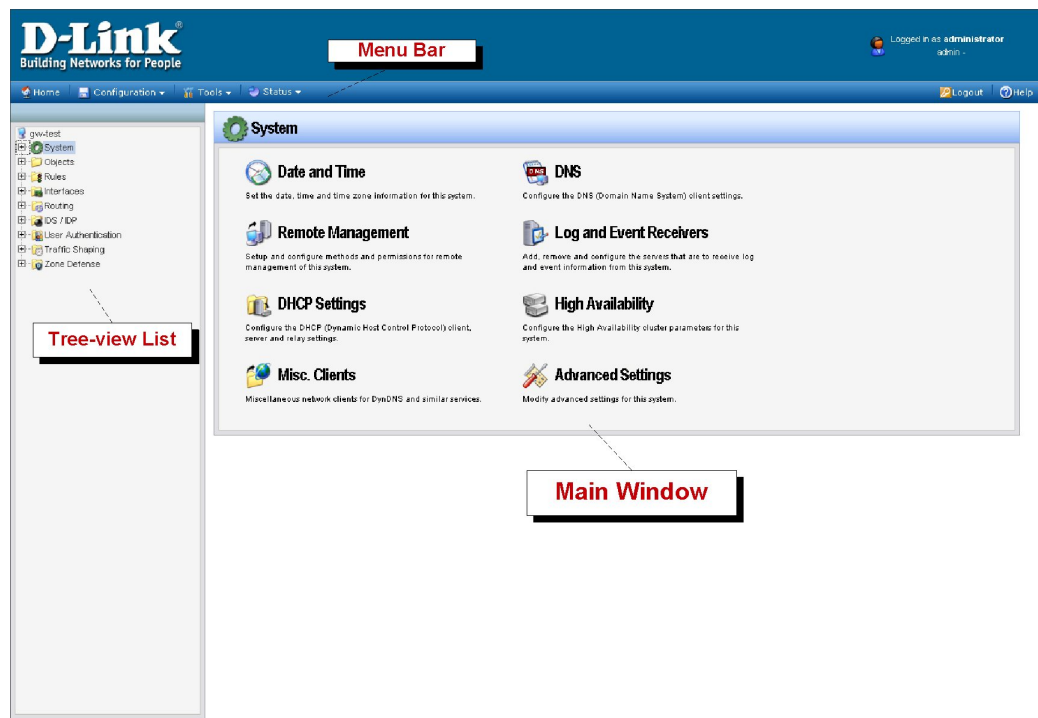 D-Link®
Building Networks for People
Menu Bar
Logged in as administrator
admin -
Home Configuration Tools Status Logout Help
gw-test
System
Objects
Rules
Interfaces
Routing
IDS / IDP
User Authentication
Traffic Shaping
Zone Defense
Tree-view List
System
Date and Time
Set the date, time and time zone information for this system.
DNS
DNS
Configure the DNS (Domain Name System) client settings.
Remote Management
Setup and configure methods and permissions for remote
management of this system.
Log and Event Receivers
Add, remove and configure the servers that are to receive log
and event information from this system.
DHCP Settings
Configure the DHCP (Dynamic Host Control Protocol) client,
server and relay settings.
High Availability
Configure the High Availability cluster parameters for this
system.
Misc. Clients
Miscellaneous network clients for DynDNS and similar services.
Advanced Settings
Modify advanced settings for this system.
Main Window